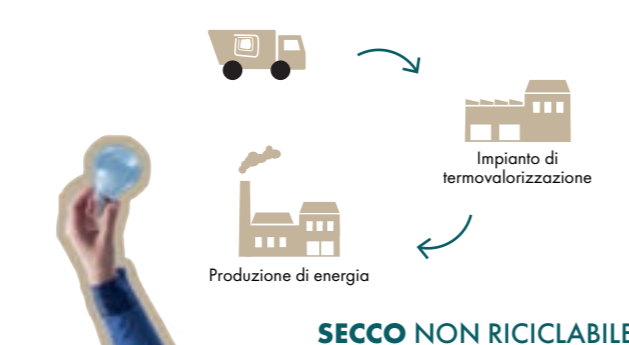 Impianto di
termovalorizzazione
Produzione di energia
SECCO NON RICICLABILE